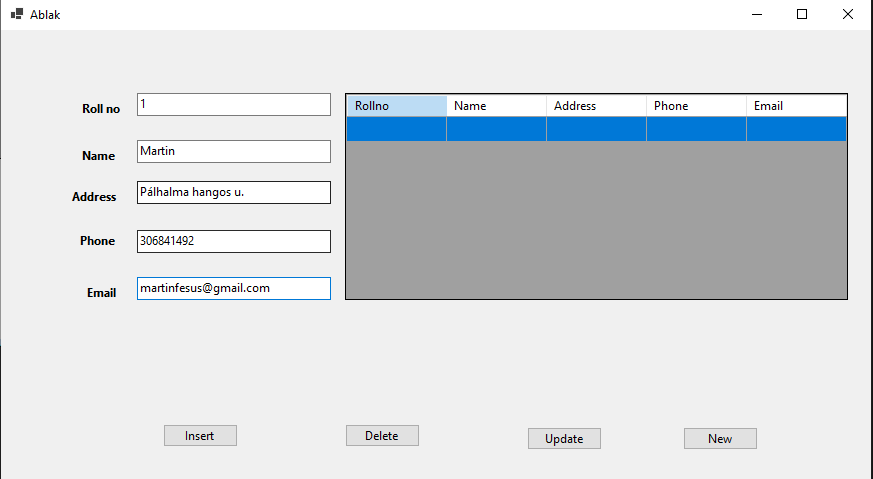 Ablak
Roll no 1
Name Martin
Address Pálhalma hangos u.
Phone 306841492
Email martinfesus@gmail.com
Rollno Name Address Phone Email
Insert Delete Update New